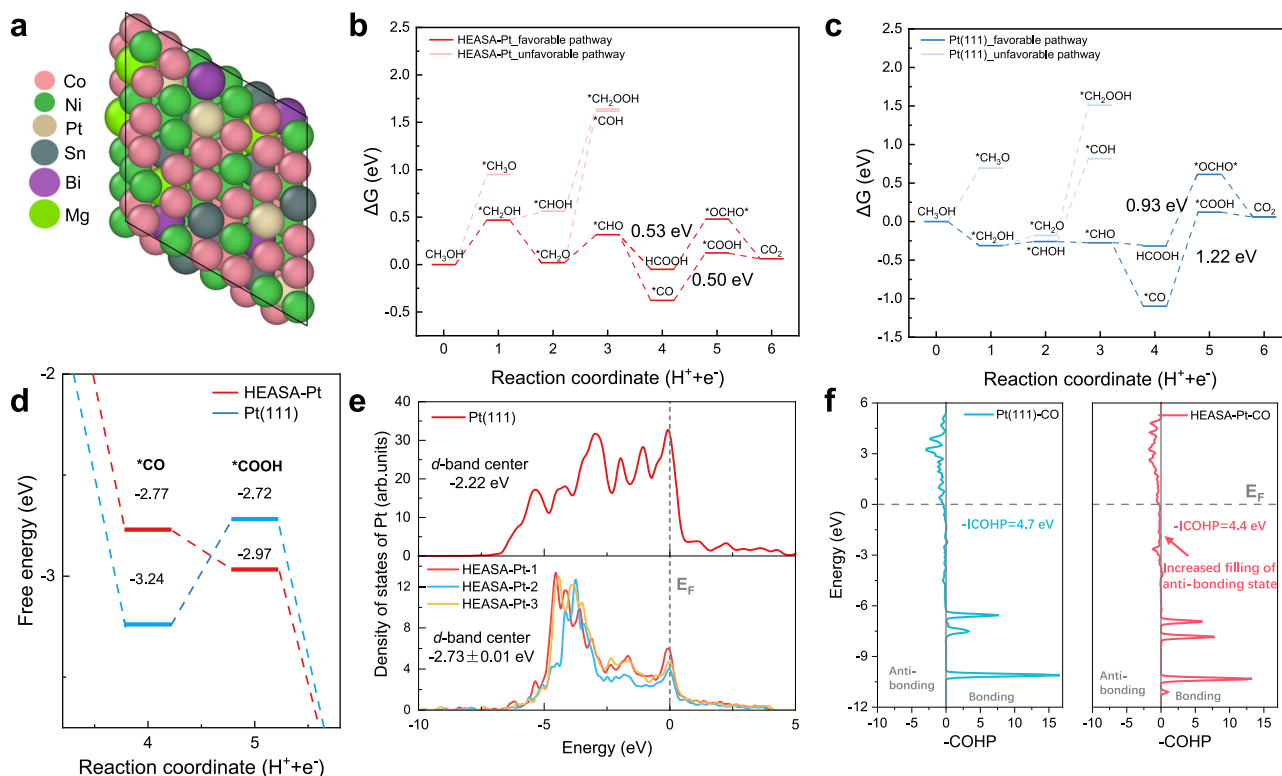 a
Co
Ni
Pt
Sn
Bi
Mg
b
HEASA-Pt_favorable pathway
HEASA-Pt_unfavorable pathway
2.5
2.0
1.5
1.0
0.5
0.0
-0.5
ΔG (eV)
CH₃OH
*CH₃O
*CH₂OH
*CHOH
*CH₂O
*CH₂OOH
*COH
*CHO
0.53 eV
HCOOH
*CO
*OCHO*
*COOH
0.50 eV
CO₂
0 1 2 3 4 5 6
Reaction coordinate (H⁺+e⁻)
c
Pt(111)_favorable pathway
Pt(111)_unfavorable pathway
2.5
2.0
1.5
1.0
0.5
0.0
-0.5
-1.0
1.5
ΔG (eV)
CH₃OH
*CH₃O
*CH₂OH
*CH₂O
*CHOH
*CH₂OOH
*COH
*CHO
0.93 eV
HCOOH
*CO
*OCHO*
*COOH
1.22 eV
CO₂
0 1 2 3 4 5 6
Reaction coordinate (H⁺+e⁻)
d
HEASA-Pt
Pt(111)
-2
-3
Free energy (eV)
*CO
-2.77
-3.24
*COOH
-2.72
-2.97
4 5
Reaction coordinate (H⁺+e⁻)
e
40
30
20
10
0
Pt(111)
d-band center
-2.22 eV
Density of states of Pt (arb.units)
12
8
4
0
HEASA-Pt-1
HEASA-Pt-2
HEASA-Pt-3
E_F
d-band center
-2.73±0.01 eV
-10 -5 0 5
Energy (eV)
f
Pt(111)-CO
HEASA-Pt-CO
6
3
0
-3
-6
-9
-12
Energy (eV)
E_F
-ICOHP=4.7 eV
-ICOHP=4.4 eV
Increased filling of
anti-bonding state
Anti-
bonding
Bonding
Anti-
bonding
Bonding
-10 -5 0 5 10 15
-10 -5 0 5 10 15
-COHP
-COHP